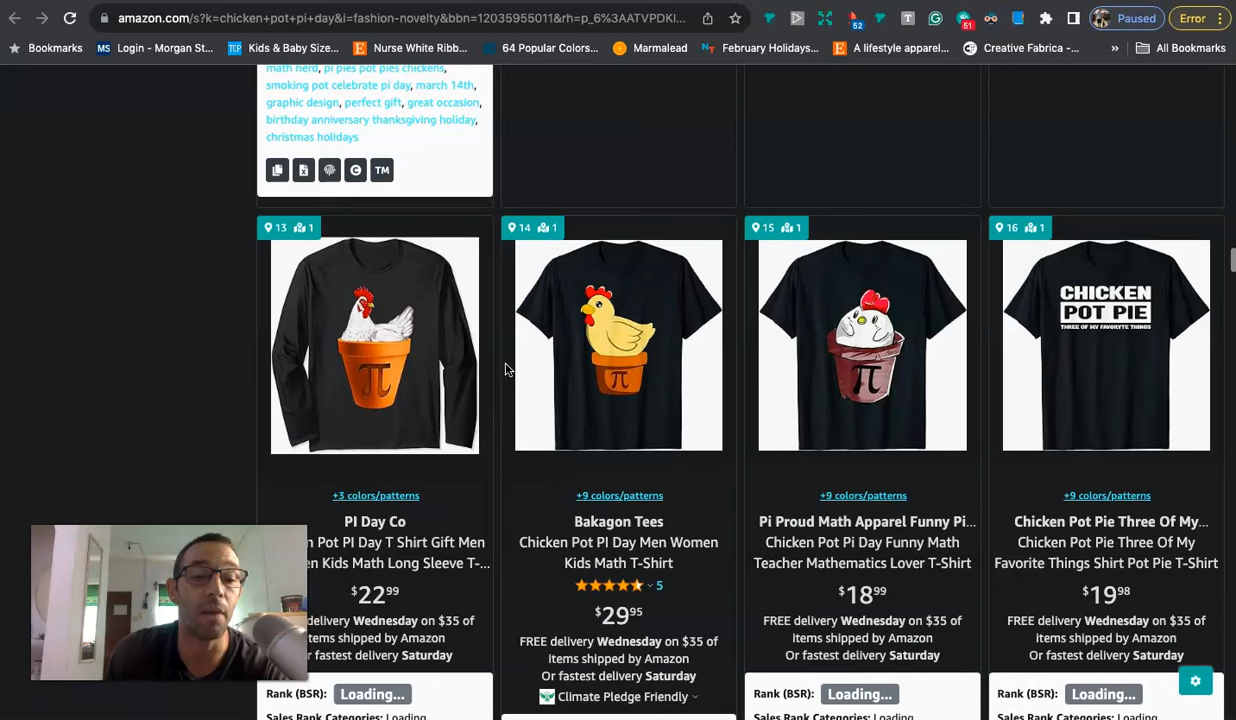 amazon.com/s?k=chicken+pot+pi+day&i=fashion-novelty&bbn=12035955011&rh=p_6%3AATVPDKI...
52
51
Paused
Error
Bookmarks
MS Login - Morgan St...
TCP Kids & Baby Size...
E Nurse White Ribb...
64 Popular Colors...
Marmalead
February Holidays...
E A lifestyle apparel...
Creative Fabrica -...
»
All Bookmarks
math nerd, pi pies pot pies chickens,
smoking pot celebrate pi day, march 14th,
graphic design, perfect gift, great occasion,
birthday anniversary thanksgiving holiday,
christmas holidays
TM
13 1
14 1
15 1
16 1
π
π
π
CHICKEN
POT PIE
THREE OF MY FAVORYTE THINGS
+3 colors/patterns
+9 colors/patterns
+9 colors/patterns
+9 colors/patterns
PI Day Co
Bakagon Tees
Pi Proud Math Apparel Funny Pi...
Chicken Pot Pie Three Of My...
n Pot PI Day T Shirt Gift Men
en Kids Math Long Sleeve T-...
Chicken Pot PI Day Men Women
Kids Math T-Shirt
Chicken Pot Pi Day Funny Math
Teacher Mathematics Lover T-Shirt
Chicken Pot Pie Three Of My
Favorite Things Shirt Pot Pie T-Shirt
5
$22.99
$29.95
$18.99
$19.98
FREE delivery Wednesday on $35 of
items shipped by Amazon
Or fastest delivery Saturday
FREE delivery Wednesday on $35 of
items shipped by Amazon
Or fastest delivery Saturday
Climate Pledge Friendly
FREE delivery Wednesday on $35 of
items shipped by Amazon
Or fastest delivery Saturday
FREE delivery Wednesday on $35 of
items shipped by Amazon
Or fastest delivery Saturday
Rank (BSR): Loading...
Sales Rank Categories: Loading
Rank (BSR): Loading...
Sales Rank Categories: Loading
Rank (BSR): Loading...
Sales Rank Categories: Loading